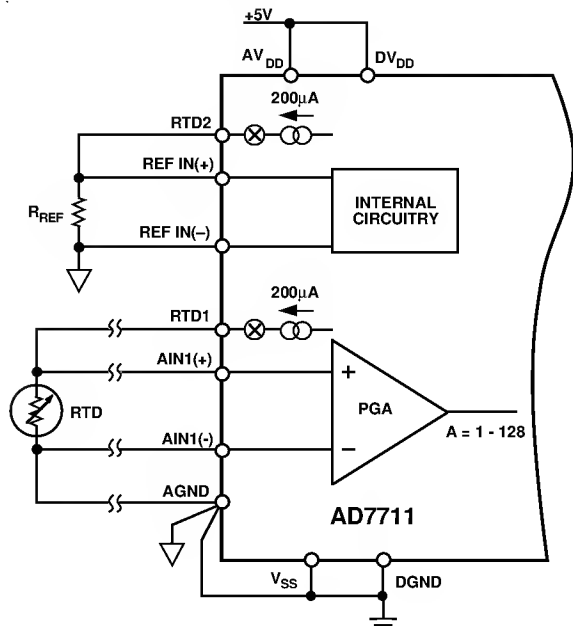 +5V
AVDD
DVDD
200μA
RTD2
REF IN(+)
INTERNAL
CIRCUITRY
RREF
REF IN(–)
200μA
RTD1
AIN1(+)
+
PGA
RTD
A = 1 - 128
AIN1(-)
–
AGND
AD7711
VSS
DGND